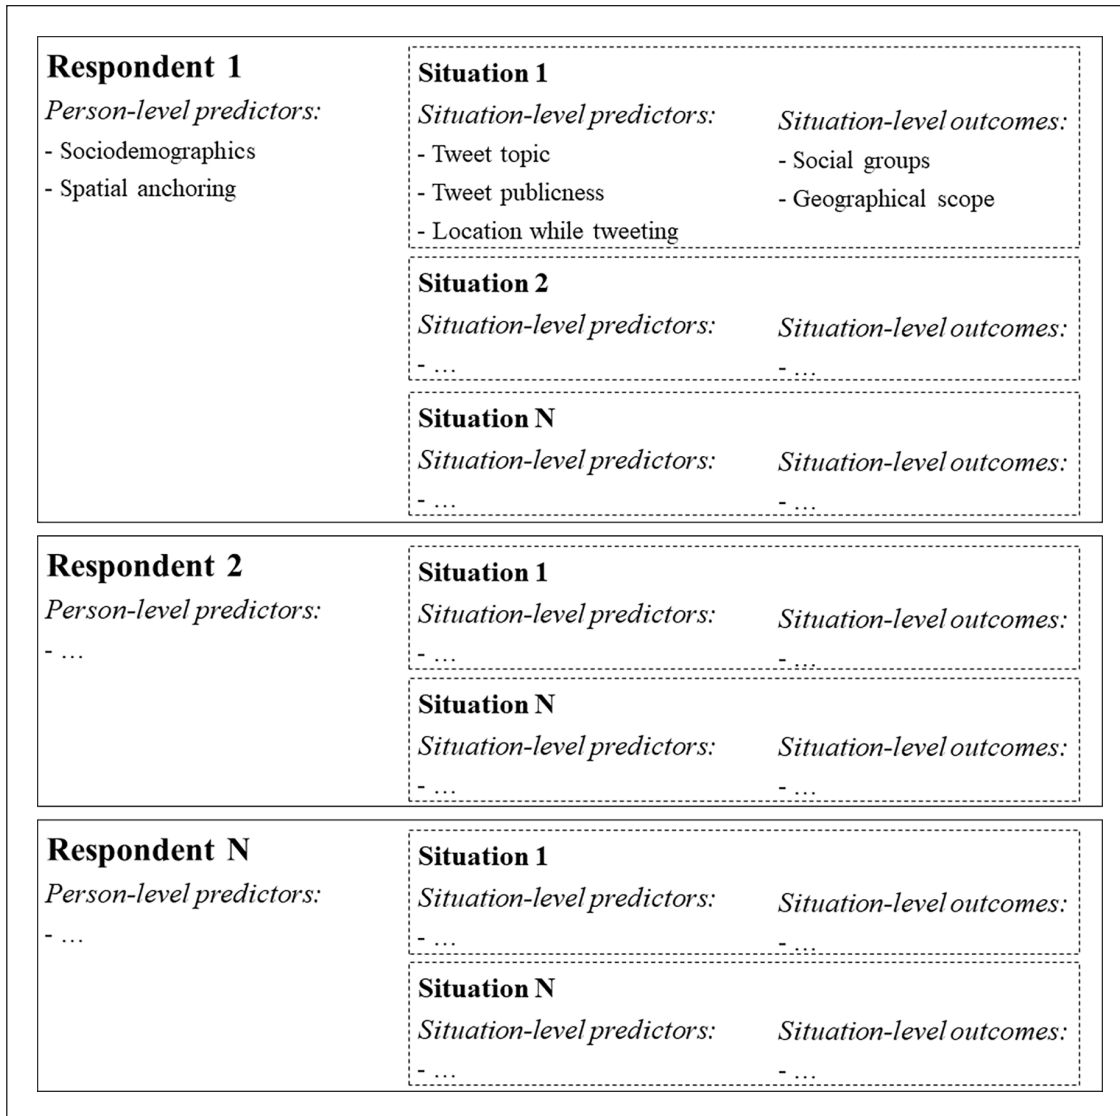 Respondent 1
Person-level predictors:
- Sociodemographics
- Spatial anchoring
Situation 1
Situation-level predictors:
- Tweet topic
- Tweet publicness
- Location while tweeting
Situation-level outcomes:
- Social groups
- Geographical scope
Situation 2
Situation-level predictors:
- …
Situation-level outcomes:
- …
Situation N
Situation-level predictors:
- …
Situation-level outcomes:
- …
Respondent 2
Person-level predictors:
- …
Situation 1
Situation-level predictors:
- …
Situation-level outcomes:
- …
Situation N
Situation-level predictors:
- …
Situation-level outcomes:
- …
Respondent N
Person-level predictors:
- …
Situation 1
Situation-level predictors:
- …
Situation-level outcomes:
- …
Situation N
Situation-level predictors:
- …
Situation-level outcomes:
- …